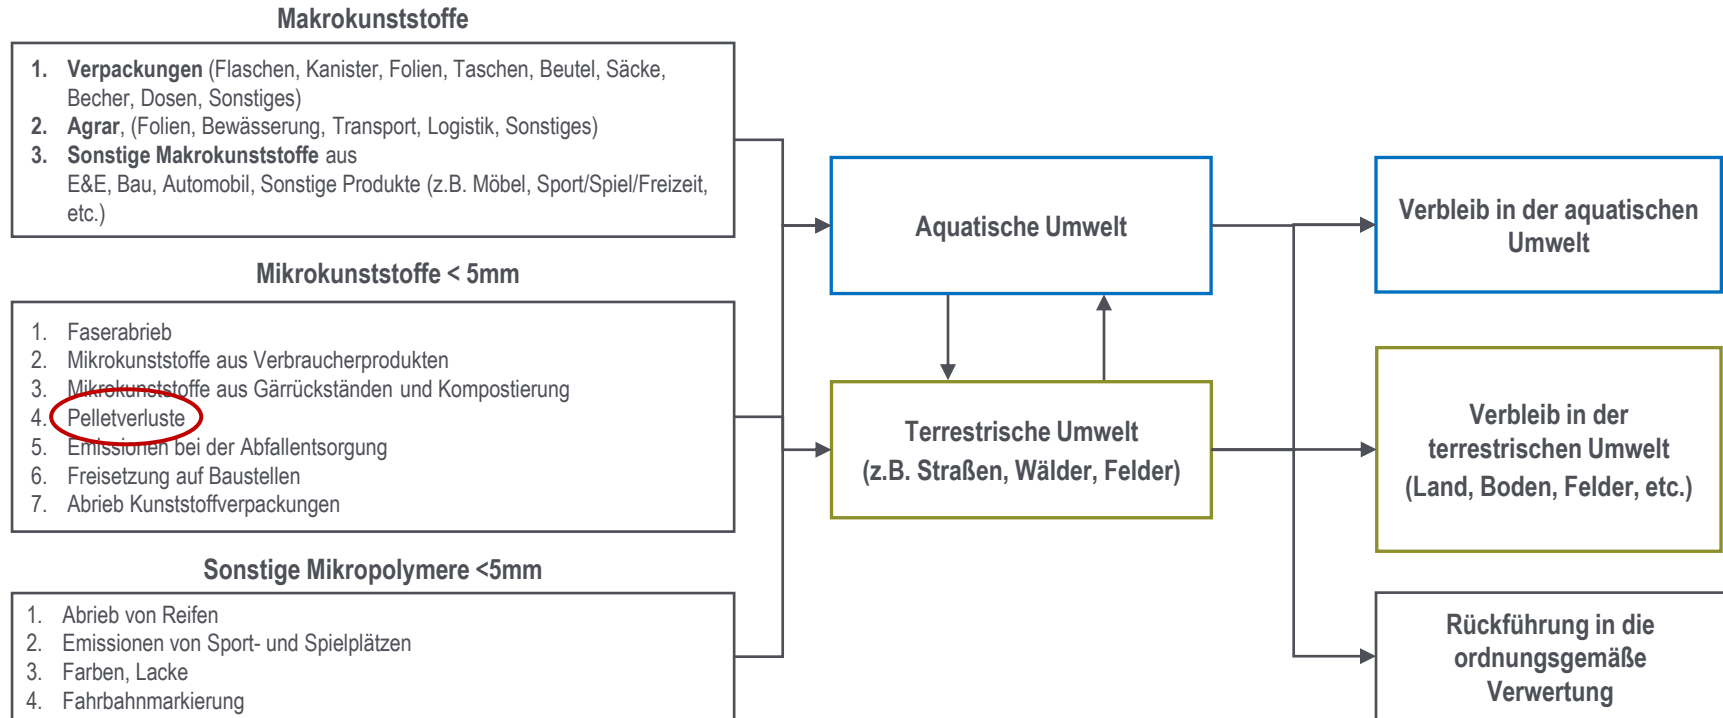 Makrokunststoffe
1. Verpackungen (Flaschen, Kanister, Folien, Taschen, Beutel, Säcke,
Becher, Dosen, Sonstiges)
2. Agrar, (Folien, Bewässerung, Transport, Logistik, Sonstiges)
3. Sonstige Makrokunststoffe aus
E&E, Bau, Automobil, Sonstige Produkte (z.B. Möbel, Sport/Spiel/Freizeit,
etc.)
Mikrokunststoffe < 5mm
1. Faserabrieb
2. Mikrokunststoffe aus Verbraucherprodukten
3. Mikrokunststoffe aus Gärrückständen und Kompostierung
4. Pelletverluste
5. Emissionen bei der Abfallentsorgung
6. Freisetzung auf Baustellen
7. Abrieb Kunststoffverpackungen
Sonstige Mikropolymere <5mm
1. Abrieb von Reifen
2. Emissionen von Sport- und Spielplätzen
3. Farben, Lacke
4. Fahrbahnmarkierung
Aquatische Umwelt
Terrestrische Umwelt
(z.B. Straßen, Wälder, Felder)
Verbleib in der aquatischen
Umwelt
Verbleib in der
terrestrischen Umwelt
(Land, Boden, Felder, etc.)
Rückführung in die
ordnungsgemäße
Verwertung